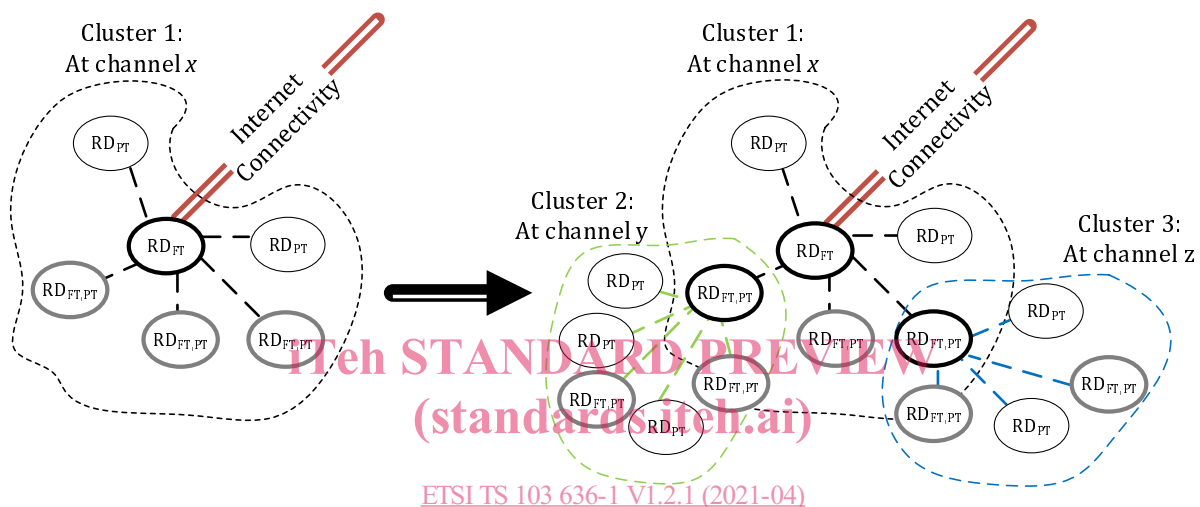 Cluster 1:
At channel x
Internet
Connectivity
RDPT
RDFT
RDPT
RDFT,PT
RDFT,PT
RDFT,PT
Cluster 1:
At channel x
Internet
Connectivity
RDPT
Cluster 2:
At channel y
Cluster 3:
At channel z
RDFT
RDPT
RDPT
RDFT,PT
RDPT
RDPT
RDFT,PT
RDFT,PT
RDFT,PT
RDFT,PT
RDFT,PT
RDFT,PT
RDPT
RDPT
iTeh STANDARD PREVIEW
(standards.iteh.ai)
ETSI TS 103 636-1 V1.2.1 (2021-04)